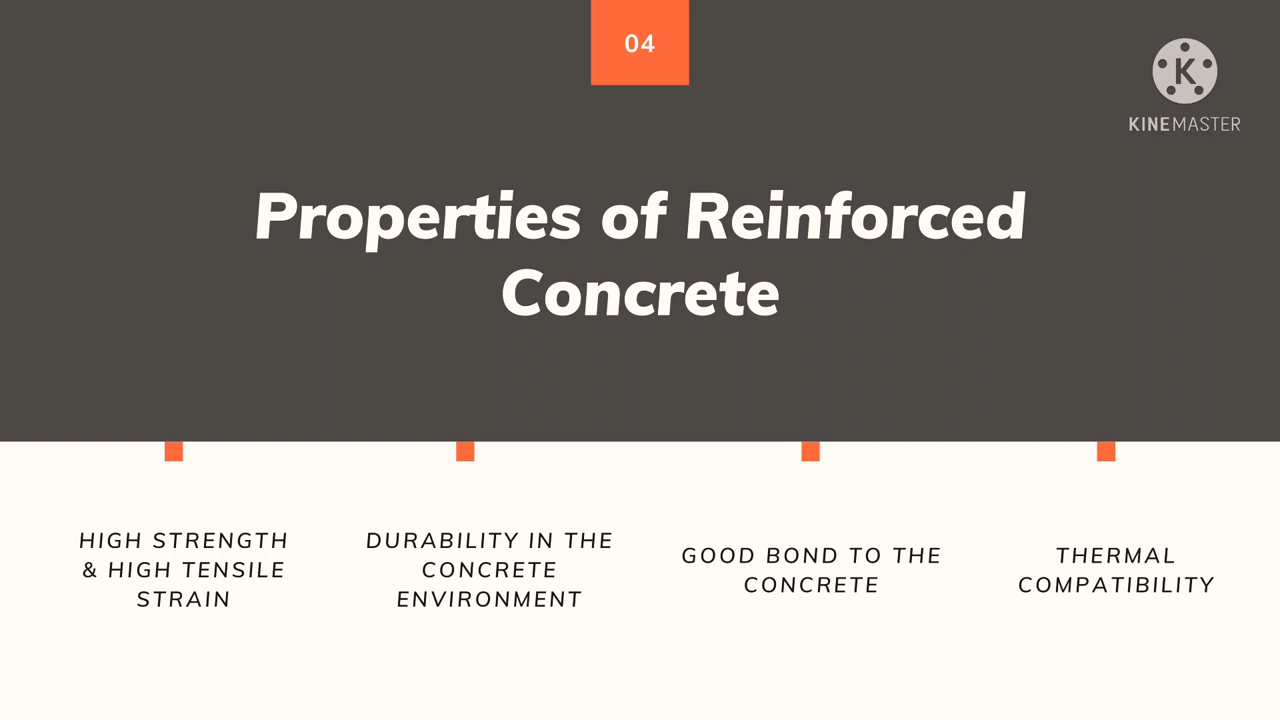 04
K
KINEMASTER
Properties of Reinforced
Concrete
HIGH STRENGTH
& HIGH TENSILE
STRAIN
DURABILITY IN THE
CONCRETE
ENVIRONMENT
GOOD BOND TO THE
CONCRETE
THERMAL
COMPATIBILITY